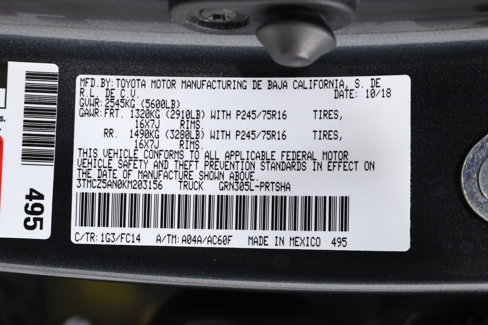 MFD.BY:TOYOTA MOTOR MANUFACTURING DE BAJA CALIFORNIA, S. DE
R.L. DE C.V. DATE: 10/18
GVWR:2545KG (5600LB)
GAWR:FRT. 1320KG (2910LB) WITH P245/75R16 TIRES,
16X7J RIMS.
RR. 1490KG (3280LB) WITH P245/75R16 TIRES,
16X7J RIMS.
THIS VEHICLE CONFORMS TO ALL APPLICABLE FEDERAL MOTOR
VEHICLE SAFETY AND THEFT PREVENTION STANDARDS IN EFFECT ON
THE DATE OF MANUFACTURE SHOWN ABOVE.
3TMCZ5AN0KM203156 TRUCK GRN305L-PRTSHA
C/TR:1G3/FC14 A/TM:A04A/AC60F MADE IN MEXICO 495
s.
495